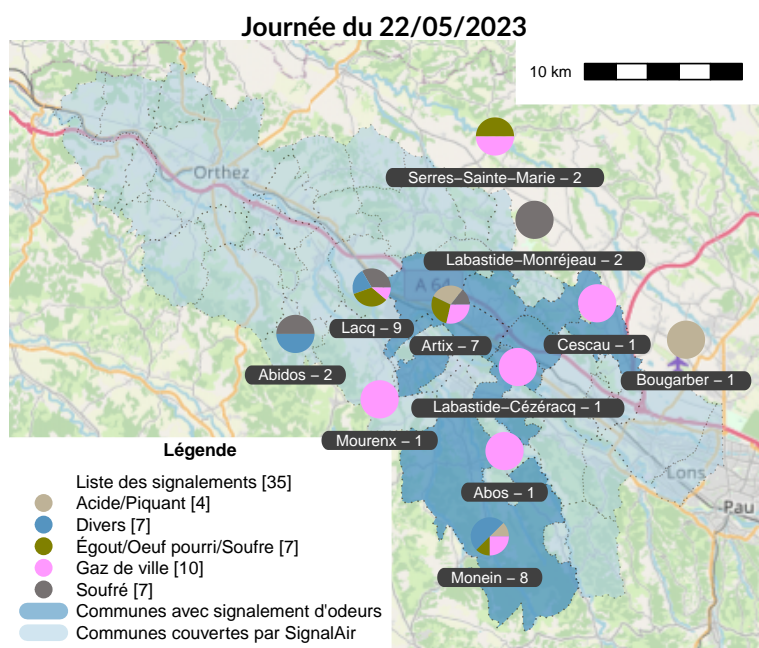 Journée du 22/05/2023
10 km
Orthez
Serres–Sainte–Marie – 2
Labastide–Monréjeau – 2
A 64
Lacq – 9
Artix – 7
Cescau – 1
Abidos – 2
Bougarber – 1
Labastide–Cézéracq – 1
Mourenx – 1
Abos – 1
Lons
Pau
Monein – 8
Légende
Liste des signalements [35]
Acide/Piquant [4]
Divers [7]
Égout/Oeuf pourri/Soufre [7]
Gaz de ville [10]
Soufré [7]
Communes avec signalement d'odeurs
Communes couvertes par SignalAir